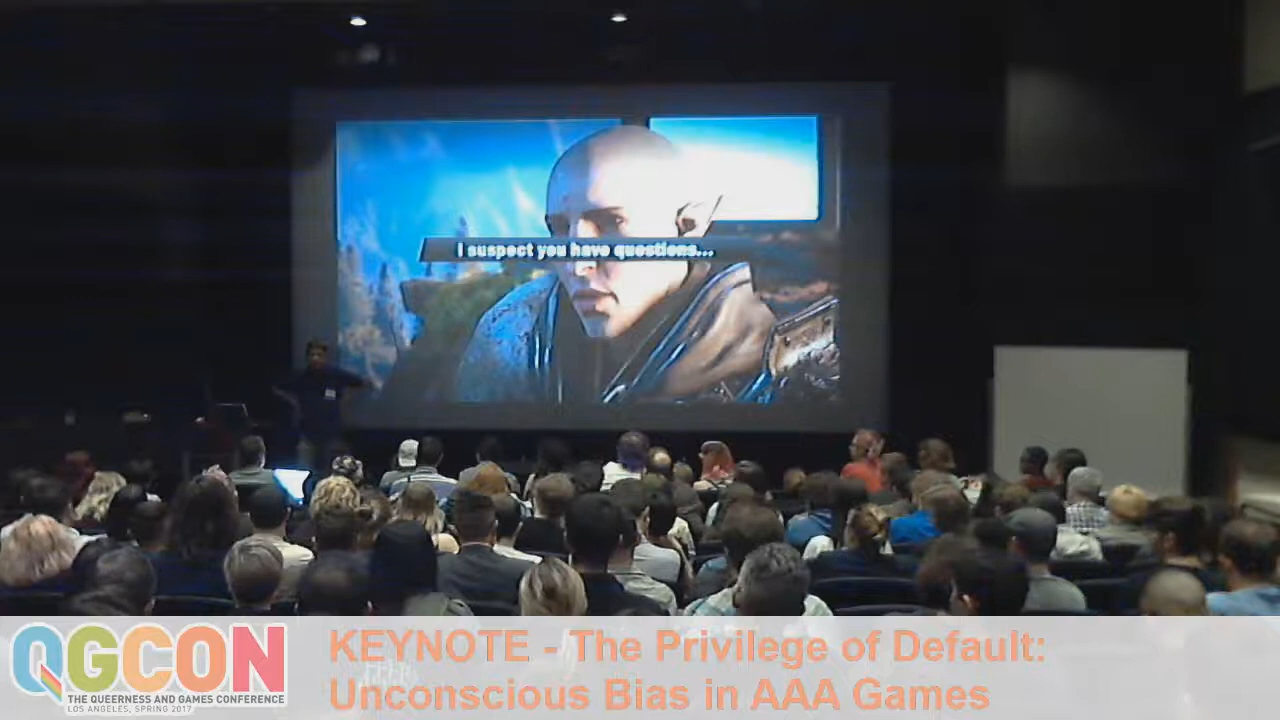 I suspect you have questions...
QGCON
THE QUEERNESS AND GAMES CONFERENCE
LOS ANGELES, SPRING 2017
KEYNOTE - The Privilege of Default:
Unconscious Bias in AAA Games